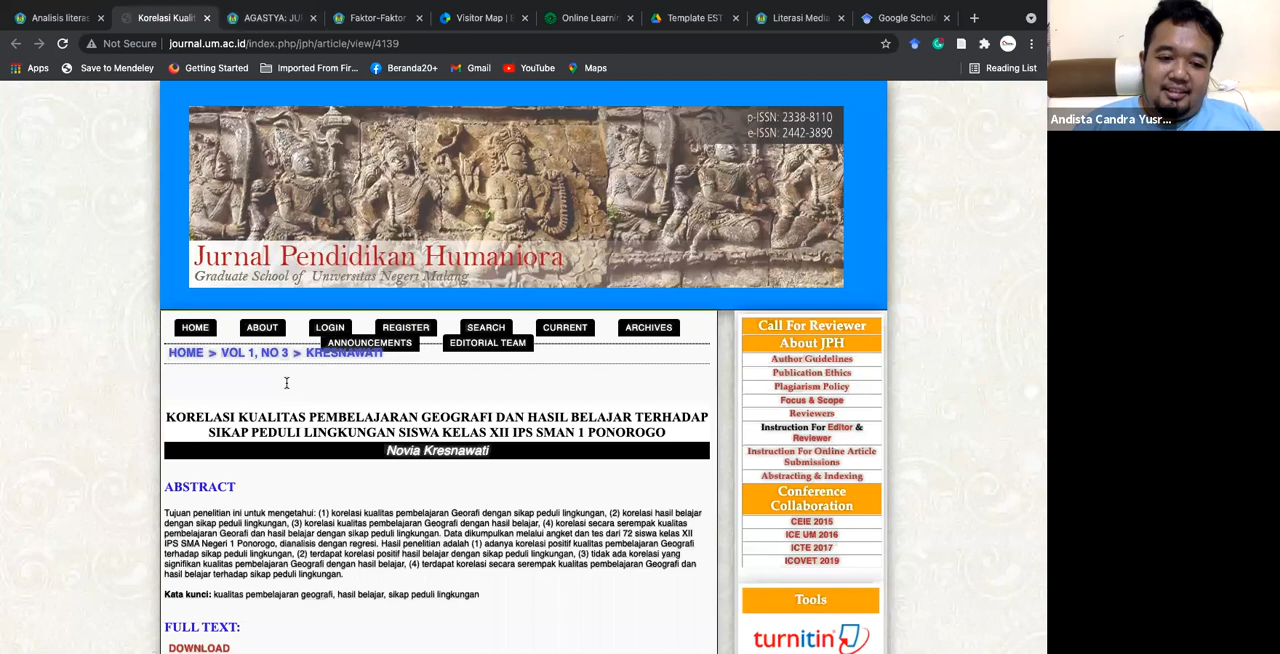 Analisis literas
Korelasi Kualit
AGASTYA: JUI
Faktor-Faktor
Visitor Map | E
Online Learnin
Template EST
Literasi Media
Google Schol
Not Secure
journal.um.ac.id/index.php/jph/article/view/4139
Apps
Save to Mendeley
Getting Started
Imported From Fir...
Beranda20+
Gmail
YouTube
Maps
Reading List
Andista Candra Yusr...
p-ISSN: 2338-8110
e-ISSN: 2442-3890
Jurnal Pendidikan Humaniora
Graduate School of Universitas Negeri Malang
HOME ABOUT LOGIN REGISTER SEARCH CURRENT ARCHIVES
ANNOUNCEMENTS EDITORIAL TEAM
HOME > VOL 1, NO 3 > KRESNAWATI
KORELASI KUALITAS PEMBELAJARAN GEOGRAFI DAN HASIL BELAJAR TERHADAP
SIKAP PEDULI LINGKUNGAN SISWA KELAS XII IPS SMAN 1 PONOROGO
Novia Kresnawati
ABSTRACT
Tujuan penelitian ini untuk mengetahui: (1) korelasi kualitas pembelajaran Georafi dengan sikap peduli lingkungan, (2) korelasi hasil belajar
dengan sikap peduli lingkungan, (3) korelasi kualitas pembelajaran Geografi dengan hasil belajar, (4) korelasi secara serempak kualitas
pembelajaran Geografi dan hasil belajar dengan sikap peduli lingkungan. Data dikumpulkan melalui angket dan tes dari 72 siswa kelas XII
IPS SMA Negeri 1 Ponorogo, dianalisis dengan regresi. Hasil penelitian adalah (1) adanya korelasi positif kualitas pembelajaran Geografi
terhadap sikap peduli lingkungan, (2) terdapat korelasi positif hasil belajar dengan sikap peduli lingkungan, (3) tidak ada korelasi yang
signifikan kualitas pembelajaran Geografi dengan hasil belajar, (4) terdapat korelasi secara serempak kualitas pembelajaran Geografi dan
hasil belajar terhadap sikap peduli lingkungan.
Kata kunci: kualitas pembelajaran geografi, hasil belajar, sikap peduli lingkungan
FULL TEXT:
DOWNLOAD
Call For Reviewer
About JPH
Author Guidelines
Publication Ethics
Plagiarism Policy
Focus & Scope
Reviewers
Instruction For Editor &
Reviewer
Instruction For Online Article
Submissions
Abstracting & Indexing
Conference
Collaboration
CEIE 2015
ICE UM 2016
ICTE 2017
ICOVET 2019
Tools
turnitin